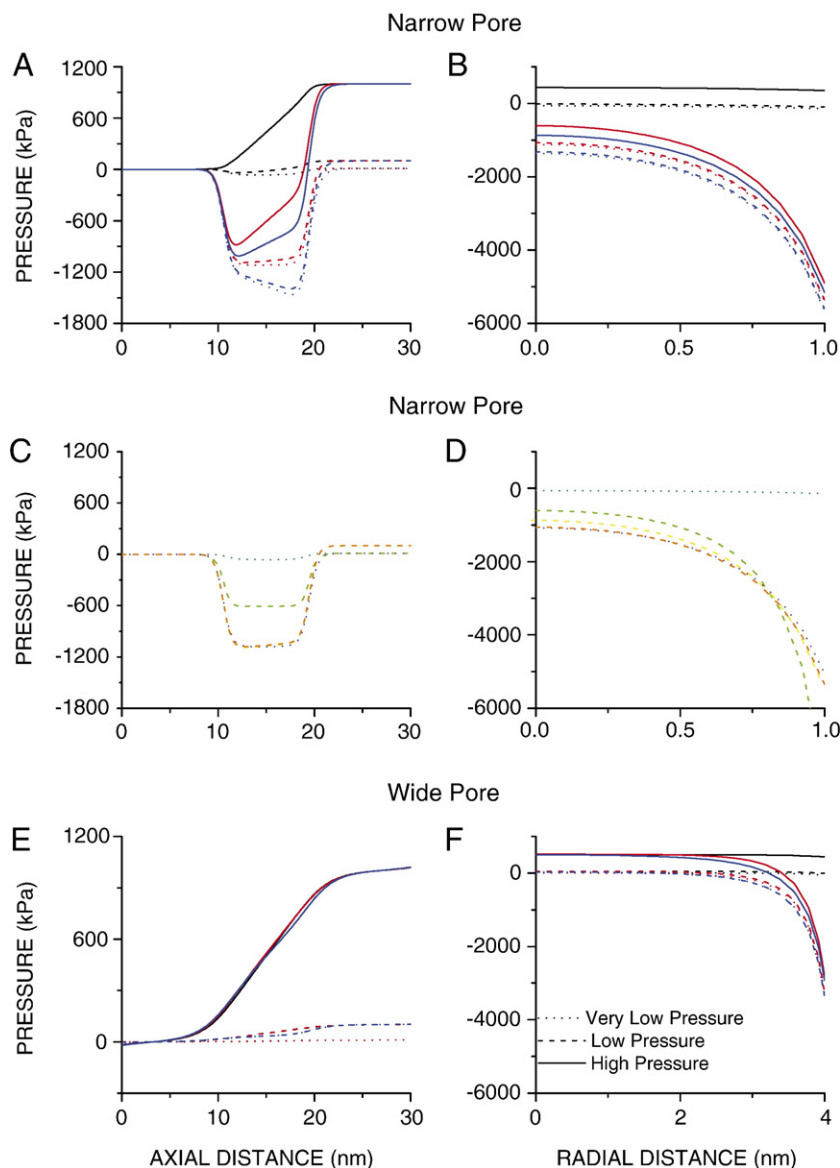 Narrow Pore
A
B
PRESSURE (kPa)
1200
600
0
-600
-1200
-1800
0
10
20
30
0
-2000
-4000
-6000
0.0
0.5
1.0
Narrow Pore
C
D
PRESSURE (kPa)
1200
600
0
-600
-1200
-1800
0
10
20
30
0
-2000
-4000
-6000
0.0
0.5
1.0
Wide Pore
E
F
PRESSURE (kPa)
1200
600
0
0
10
20
30
AXIAL DISTANCE (nm)
0
-2000
-4000
-6000
Very Low Pressure
Low Pressure
High Pressure
0
2
4
RADIAL DISTANCE (nm)